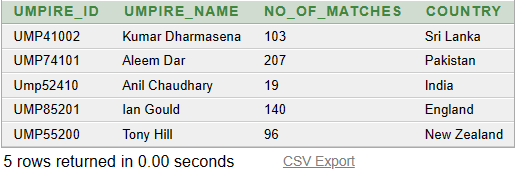 UMPIRE_ID UMPIRE_NAME NO_OF_MATCHES COUNTRY
UMP41002 Kumar Dharmasena 103 Sri Lanka
UMP74101 Aleem Dar 207 Pakistan
Ump52410 Anil Chaudhary 19 India
UMP85201 Ian Gould 140 England
UMP55200 Tony Hill 96 New Zealand
5 rows returned in 0.00 seconds CSV Export